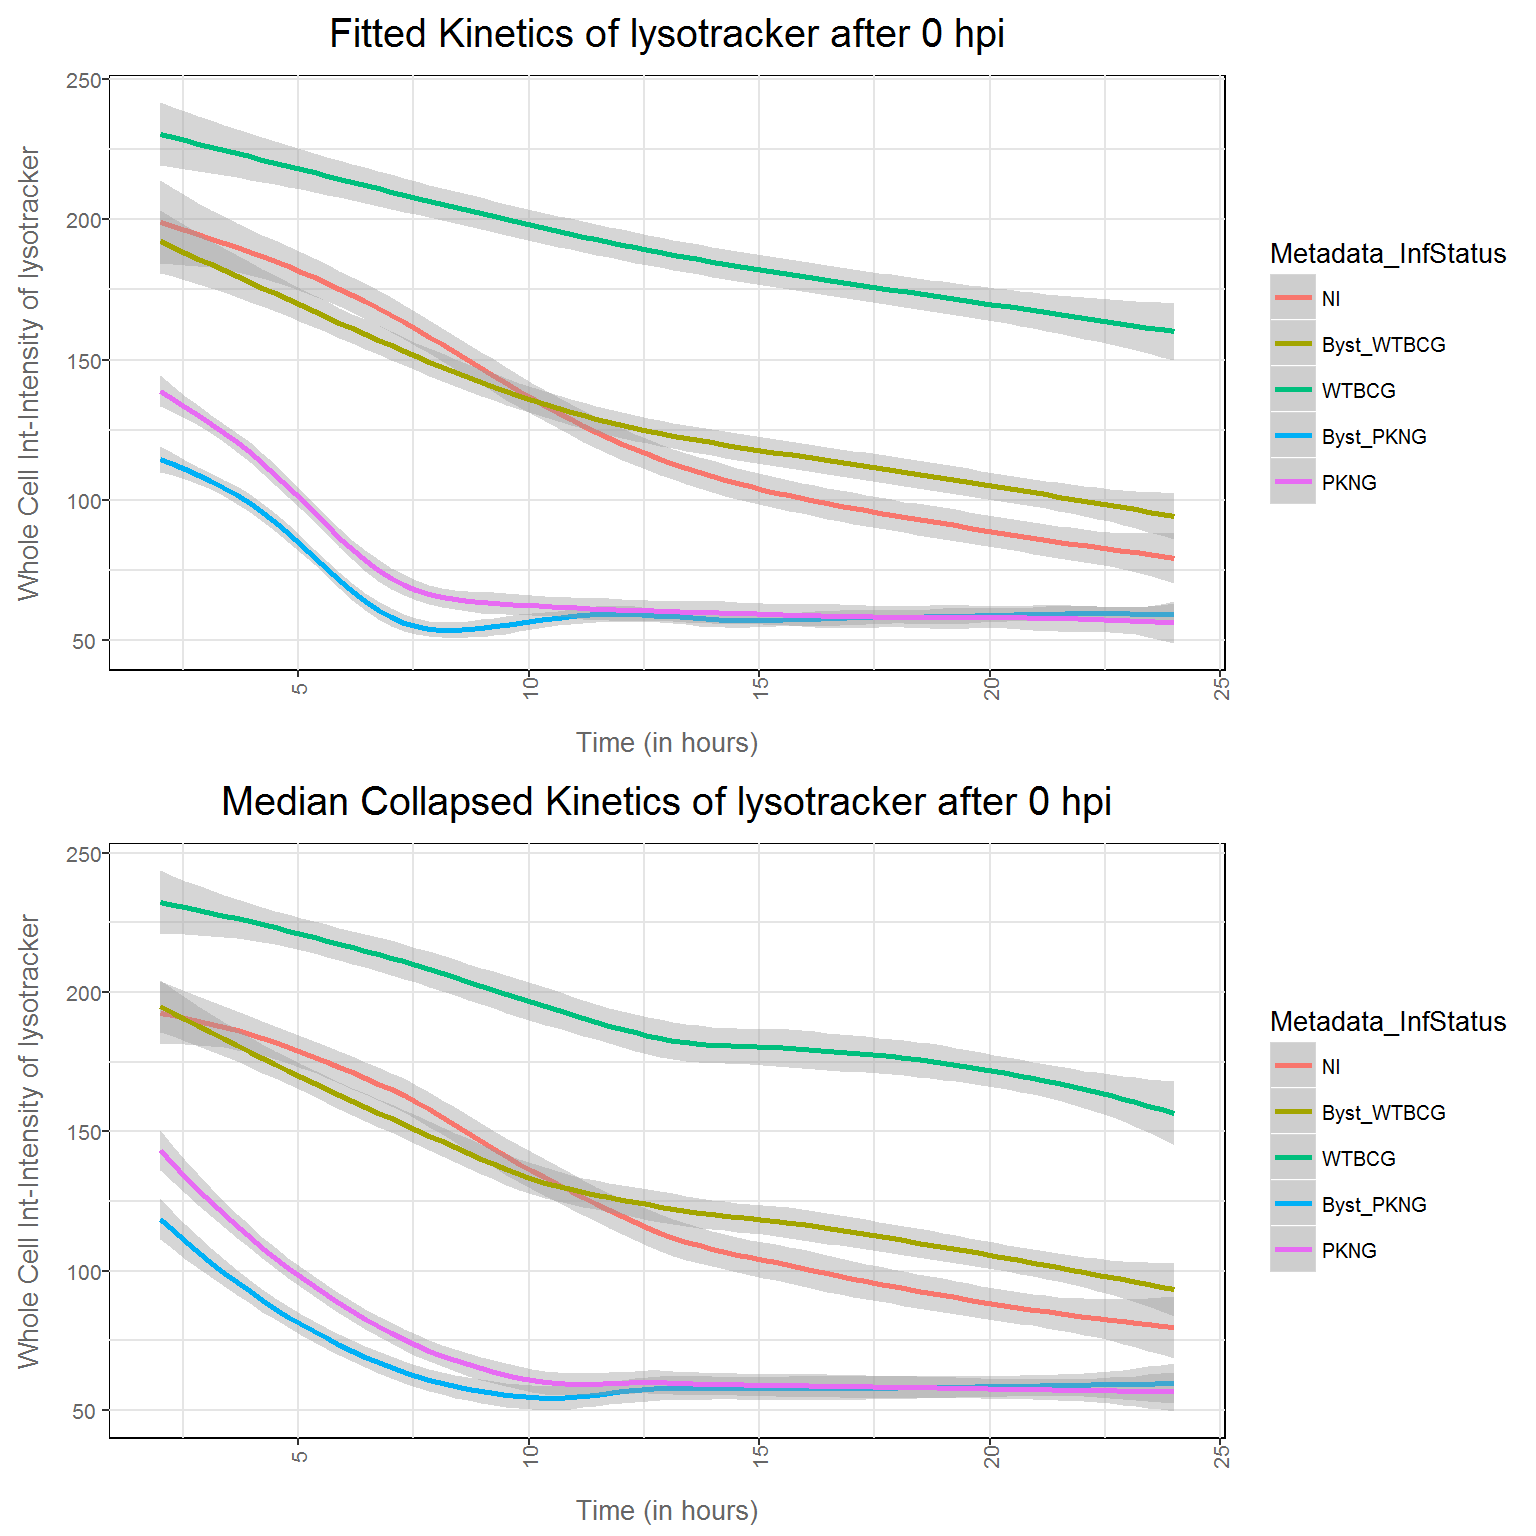 Fitted Kinetics of lysotracker after 0 hpi
250
200
150
100
50
Whole Cell Int-Intensity of lysotracker
5
10
15
20
25
Time (in hours)
Metadata_InfStatus
NI
Byst_WTBCG
WTBCG
Byst_PKNG
PKNG
Median Collapsed Kinetics of lysotracker after 0 hpi
250
200
150
100
50
Whole Cell Int-Intensity of lysotracker
5
10
15
20
25
Time (in hours)
Metadata_InfStatus
NI
Byst_WTBCG
WTBCG
Byst_PKNG
PKNG